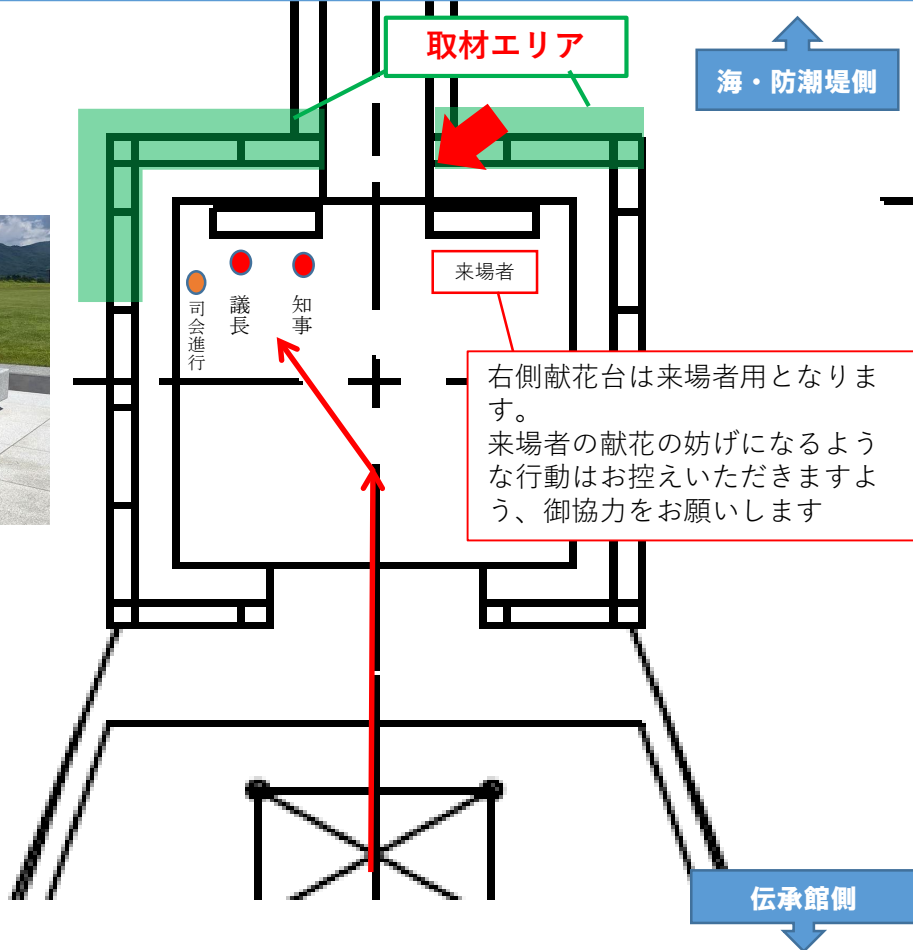 取材エリア
海・防潮堤側
来場者
司会進行
議長
知事
右側献花台は来場者用となりま
す。
来場者の献花の妨げになるよう
な行動はお控えいただきますよ
う、御協力をお願いします
伝承館側